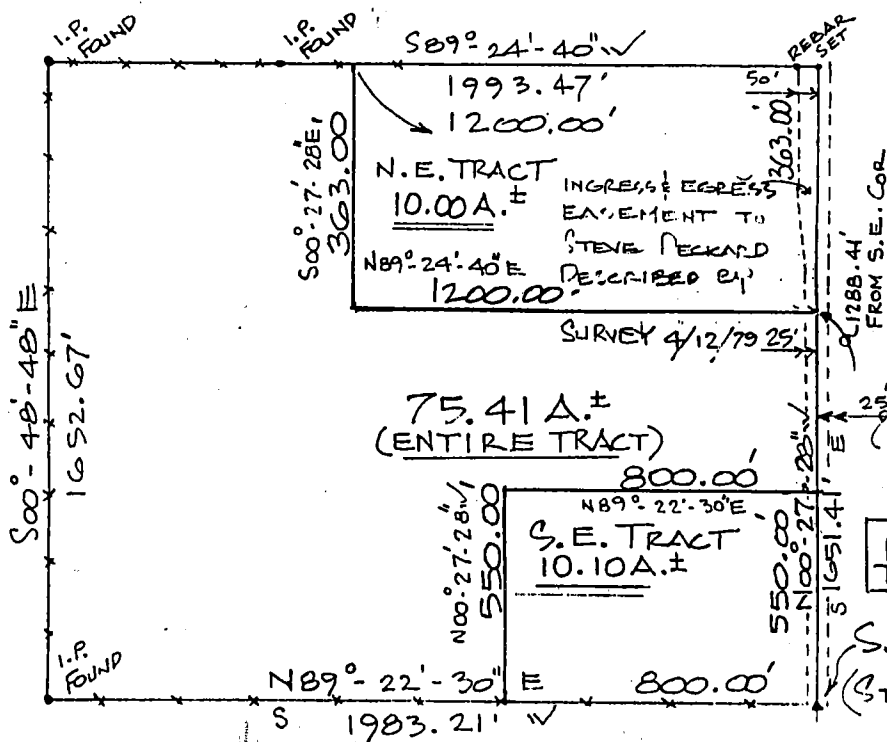 I.P.
FOUND
I.P.
FOUND
S89°-24'-40"W
REBAR
SET
1993.47'
50'
1200.00'
S00°-27'-28"E
363.00
N.E. TRACT
10.00 A.±
363.00'
INGRESS & EGRESS
EASEMENT TO
STEVE DECKARD
DESCRIBED BY
N89°-24'-40"E
1200.00'
SURVEY 4/12/79
25'
1288.41'
FROM S.E. COR
S00°-48'-48"E
1652.67'
75.41 A.±
(ENTIRE TRACT)
25'
(
800.00'
N89°-22'-30"E
N00°-27'-28"W
550.00
S.E. TRACT
10.10 A.±
550.00'
N00°-27'-28"W
S 1651.41' E
I.P.
FOUND
N89°-22'-30" E
800.00'
S 1983.21' W
S.
(ST